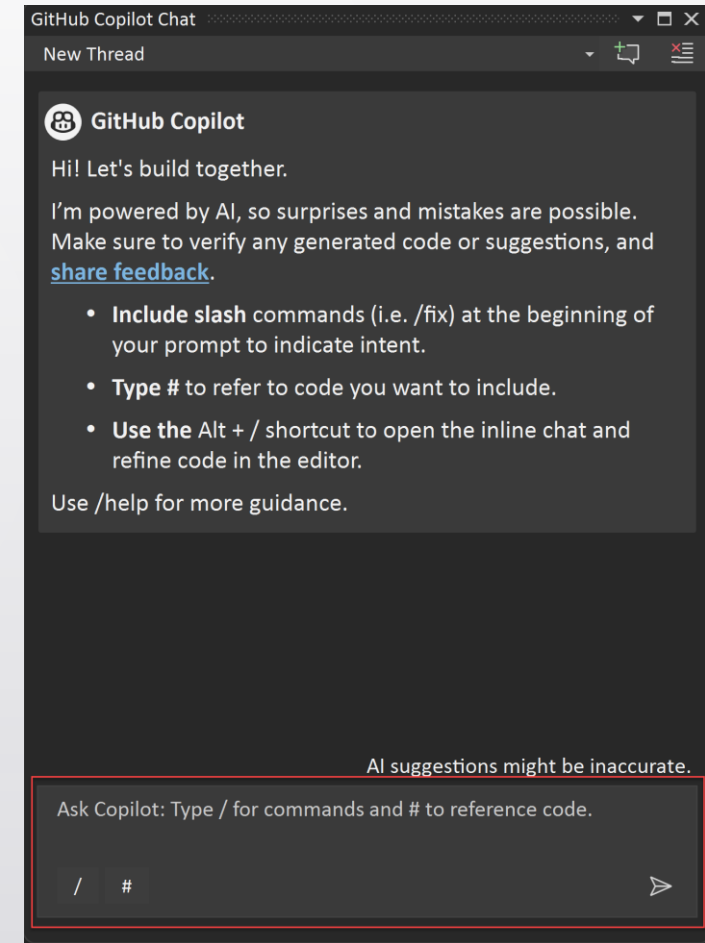 GitHub Copilot Chat
New Thread
GitHub Copilot
Hi! Let's build together.
I’m powered by AI, so surprises and mistakes are possible.
Make sure to verify any generated code or suggestions, and
share feedback.
• Include slash commands (i.e. /fix) at the beginning of
your prompt to indicate intent.
• Type # to refer to code you want to include.
• Use the Alt + / shortcut to open the inline chat and
refine code in the editor.
Use /help for more guidance.
AI suggestions might be inaccurate.
Ask Copilot: Type / for commands and # to reference code.
/ #